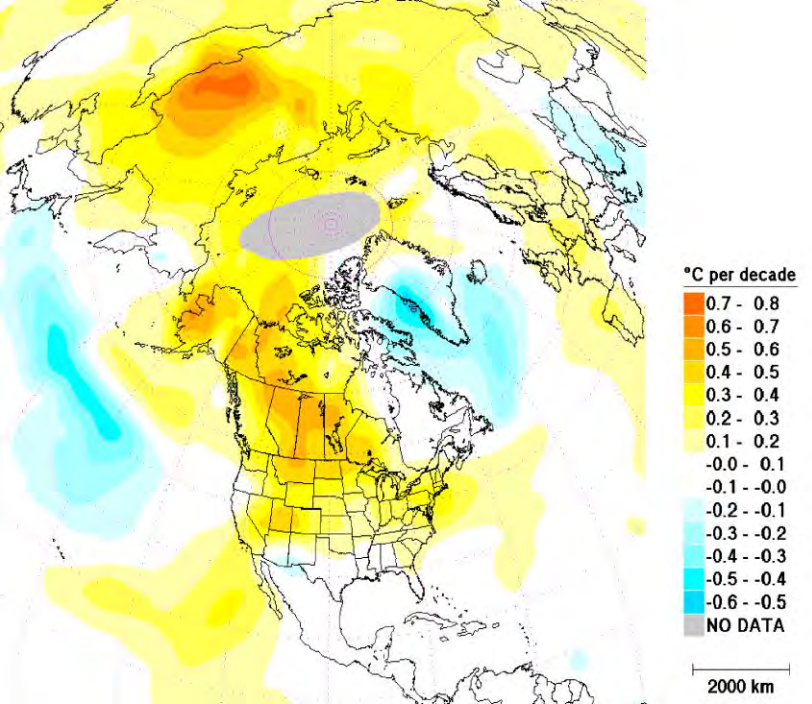 °C per decade
0.7 - 0.8
0.6 - 0.7
0.5 - 0.6
0.4 - 0.5
0.3 - 0.4
0.2 - 0.3
0.1 - 0.2
-0.0 - 0.1
-0.1 - -0.0
-0.2 - -0.1
-0.3 - -0.2
-0.4 - -0.3
-0.5 - -0.4
-0.6 - -0.5
NO DATA
2000 km